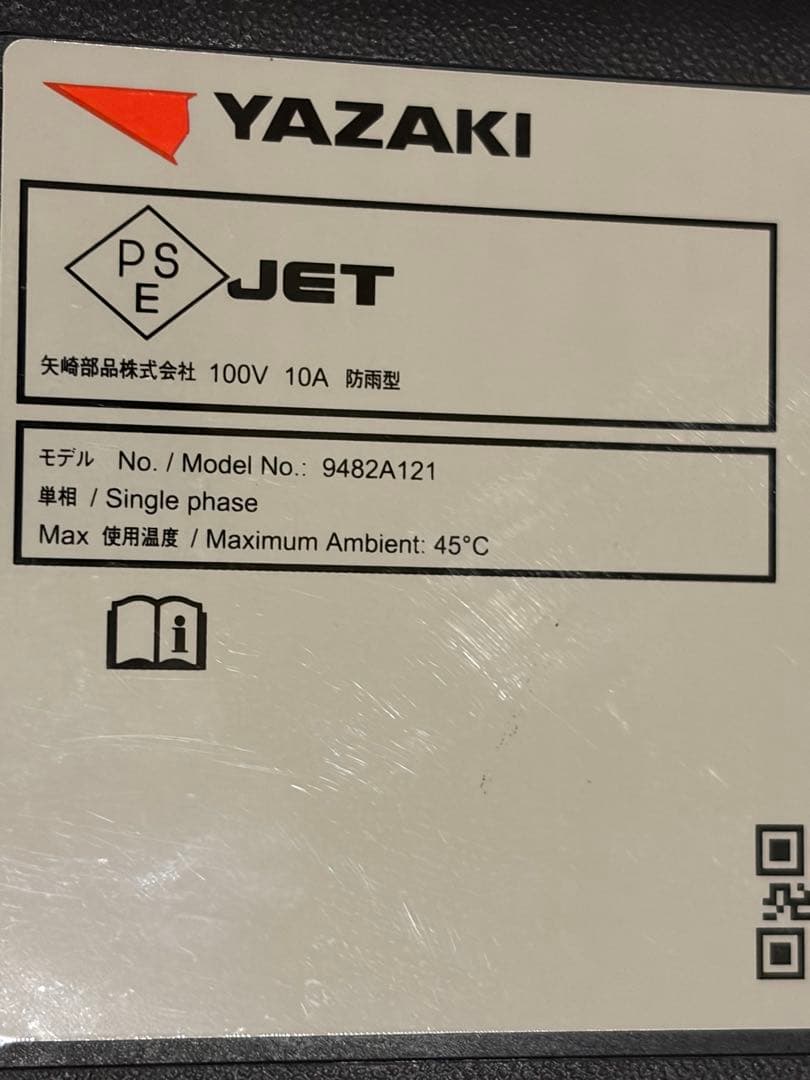 YAZAKI
PS
E
JET
矢崎部品株式会社 100V 10A 防雨型
モデル No. / Model No.: 9482A121
単相 / Single phase
Max 使用温度 / Maximum Ambient: 45°C
i